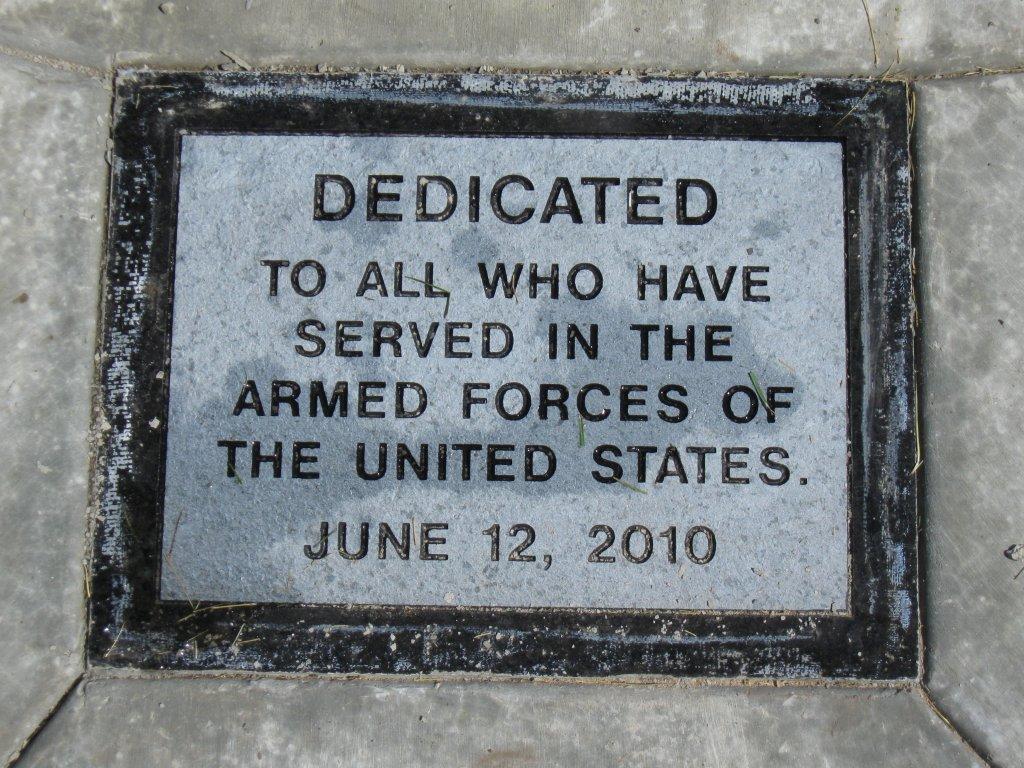 DEDICATED
TO ALL WHO HAVE
SERVED IN THE
ARMED FORCES OF
THE UNITED STATES.
JUNE 12, 2010